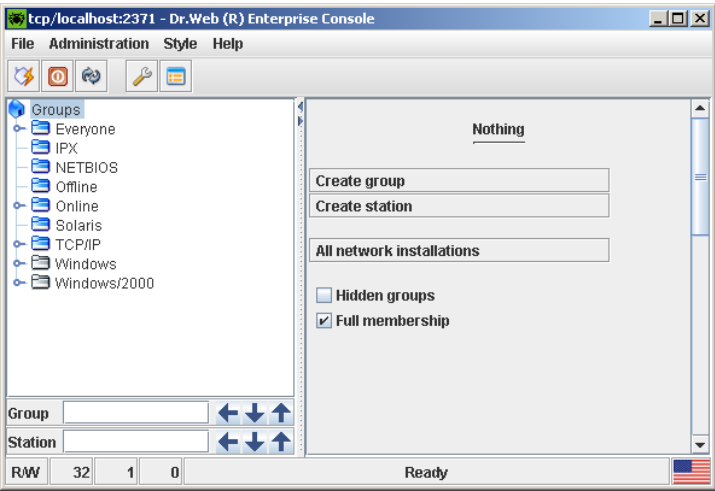 tcp/localhost:2371 - Dr.Web (R) Enterprise Console
File Administration Style Help
Groups
Everyone
IPX
NETBIOS
Offline
Online
Solaris
TCP/IP
Windows
Windows/2000
Group
Station
Nothing
Create group
Create station
All network installations
Hidden groups
Full membership
R/W 32 1 0 Ready